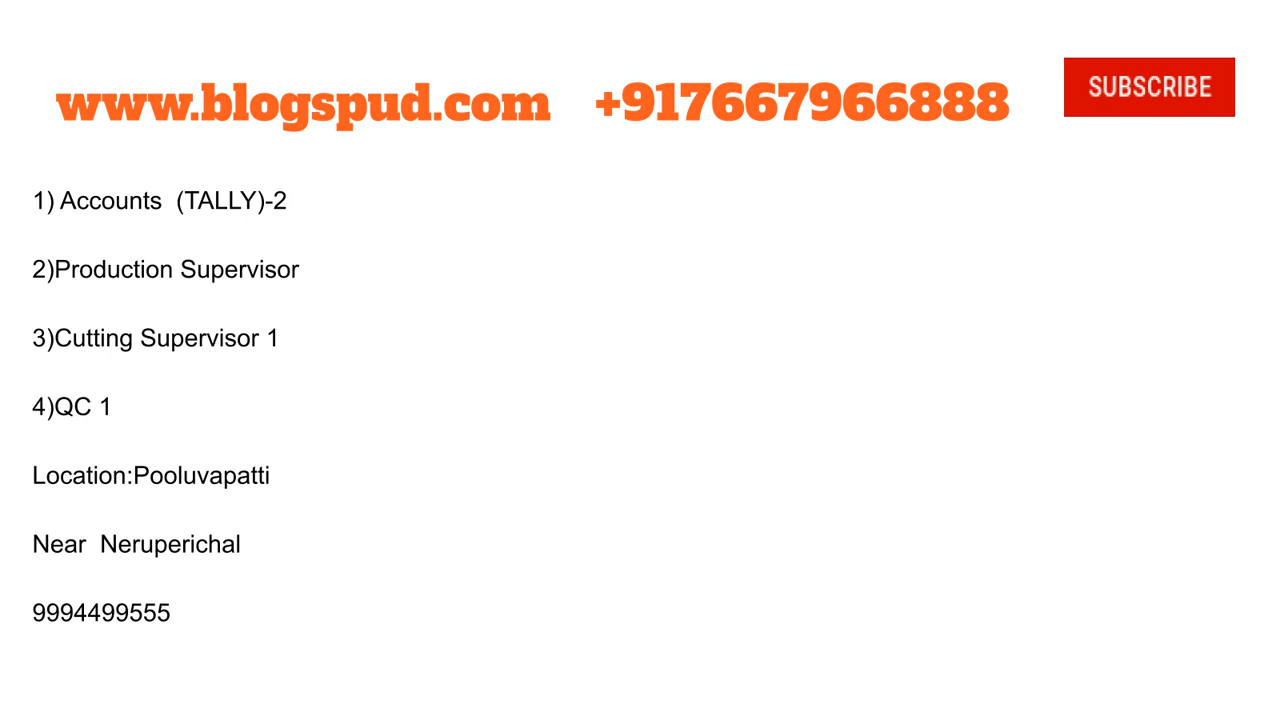 www.blogspud.com +917667966888 SUBSCRIBE
1) Accounts (TALLY)-2
2)Production Supervisor
3)Cutting Supervisor 1
4)QC 1
Location:Pooluvapatti
Near Neruperichal
9994499555